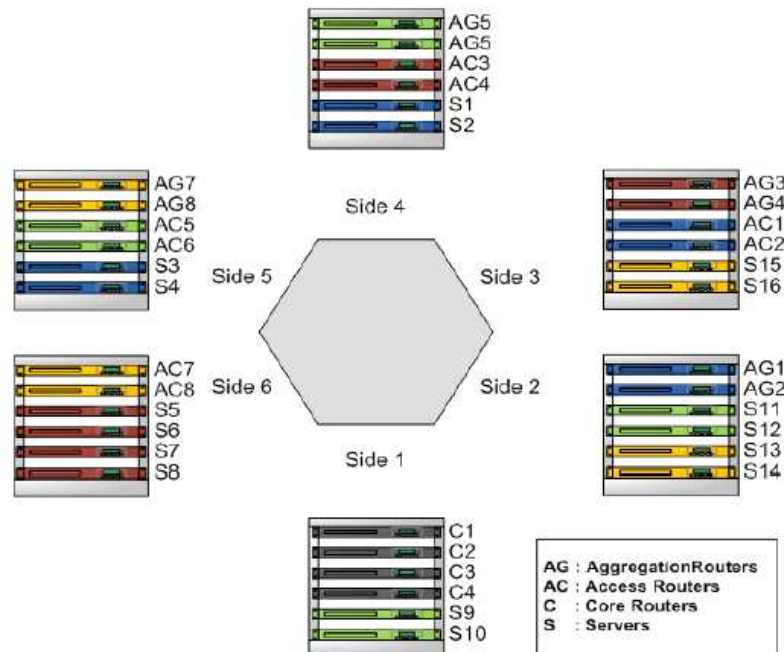 AG5
AG5
AC3
AC4
S1
S2
AG7
AG8
AC5
AC6
S3
S4
Side 4
AG3
AG4
AC1
AC2
S15
S16
Side 5
Side 3
AC7
AC8
S5
S6
S7
S8
Side 6
Side 2
AG1
AG2
S11
S12
S13
S14
Side 1
C1
C2
C3
C4
S9
S10
AG : AggregationRouters
AC : Access Routers
C : Core Routers
S : Servers